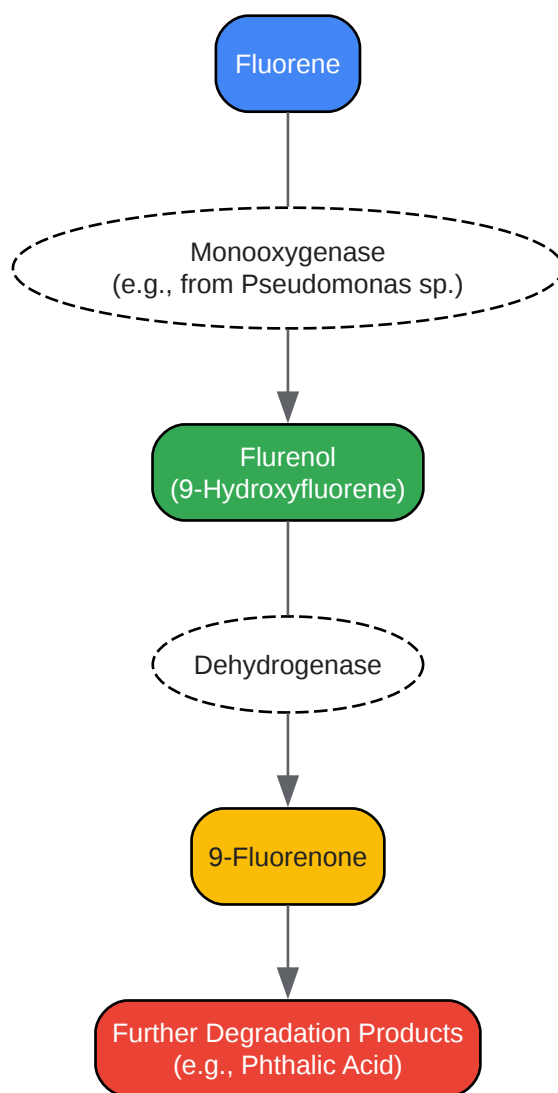 Fluorene
Monooxygenase
(e.g., from Pseudomonas sp.)
Flurenol
(9-Hydroxyfluorene)
Dehydrogenase
9-Fluorenone
Further Degradation Products
(e.g., Phthalic Acid)